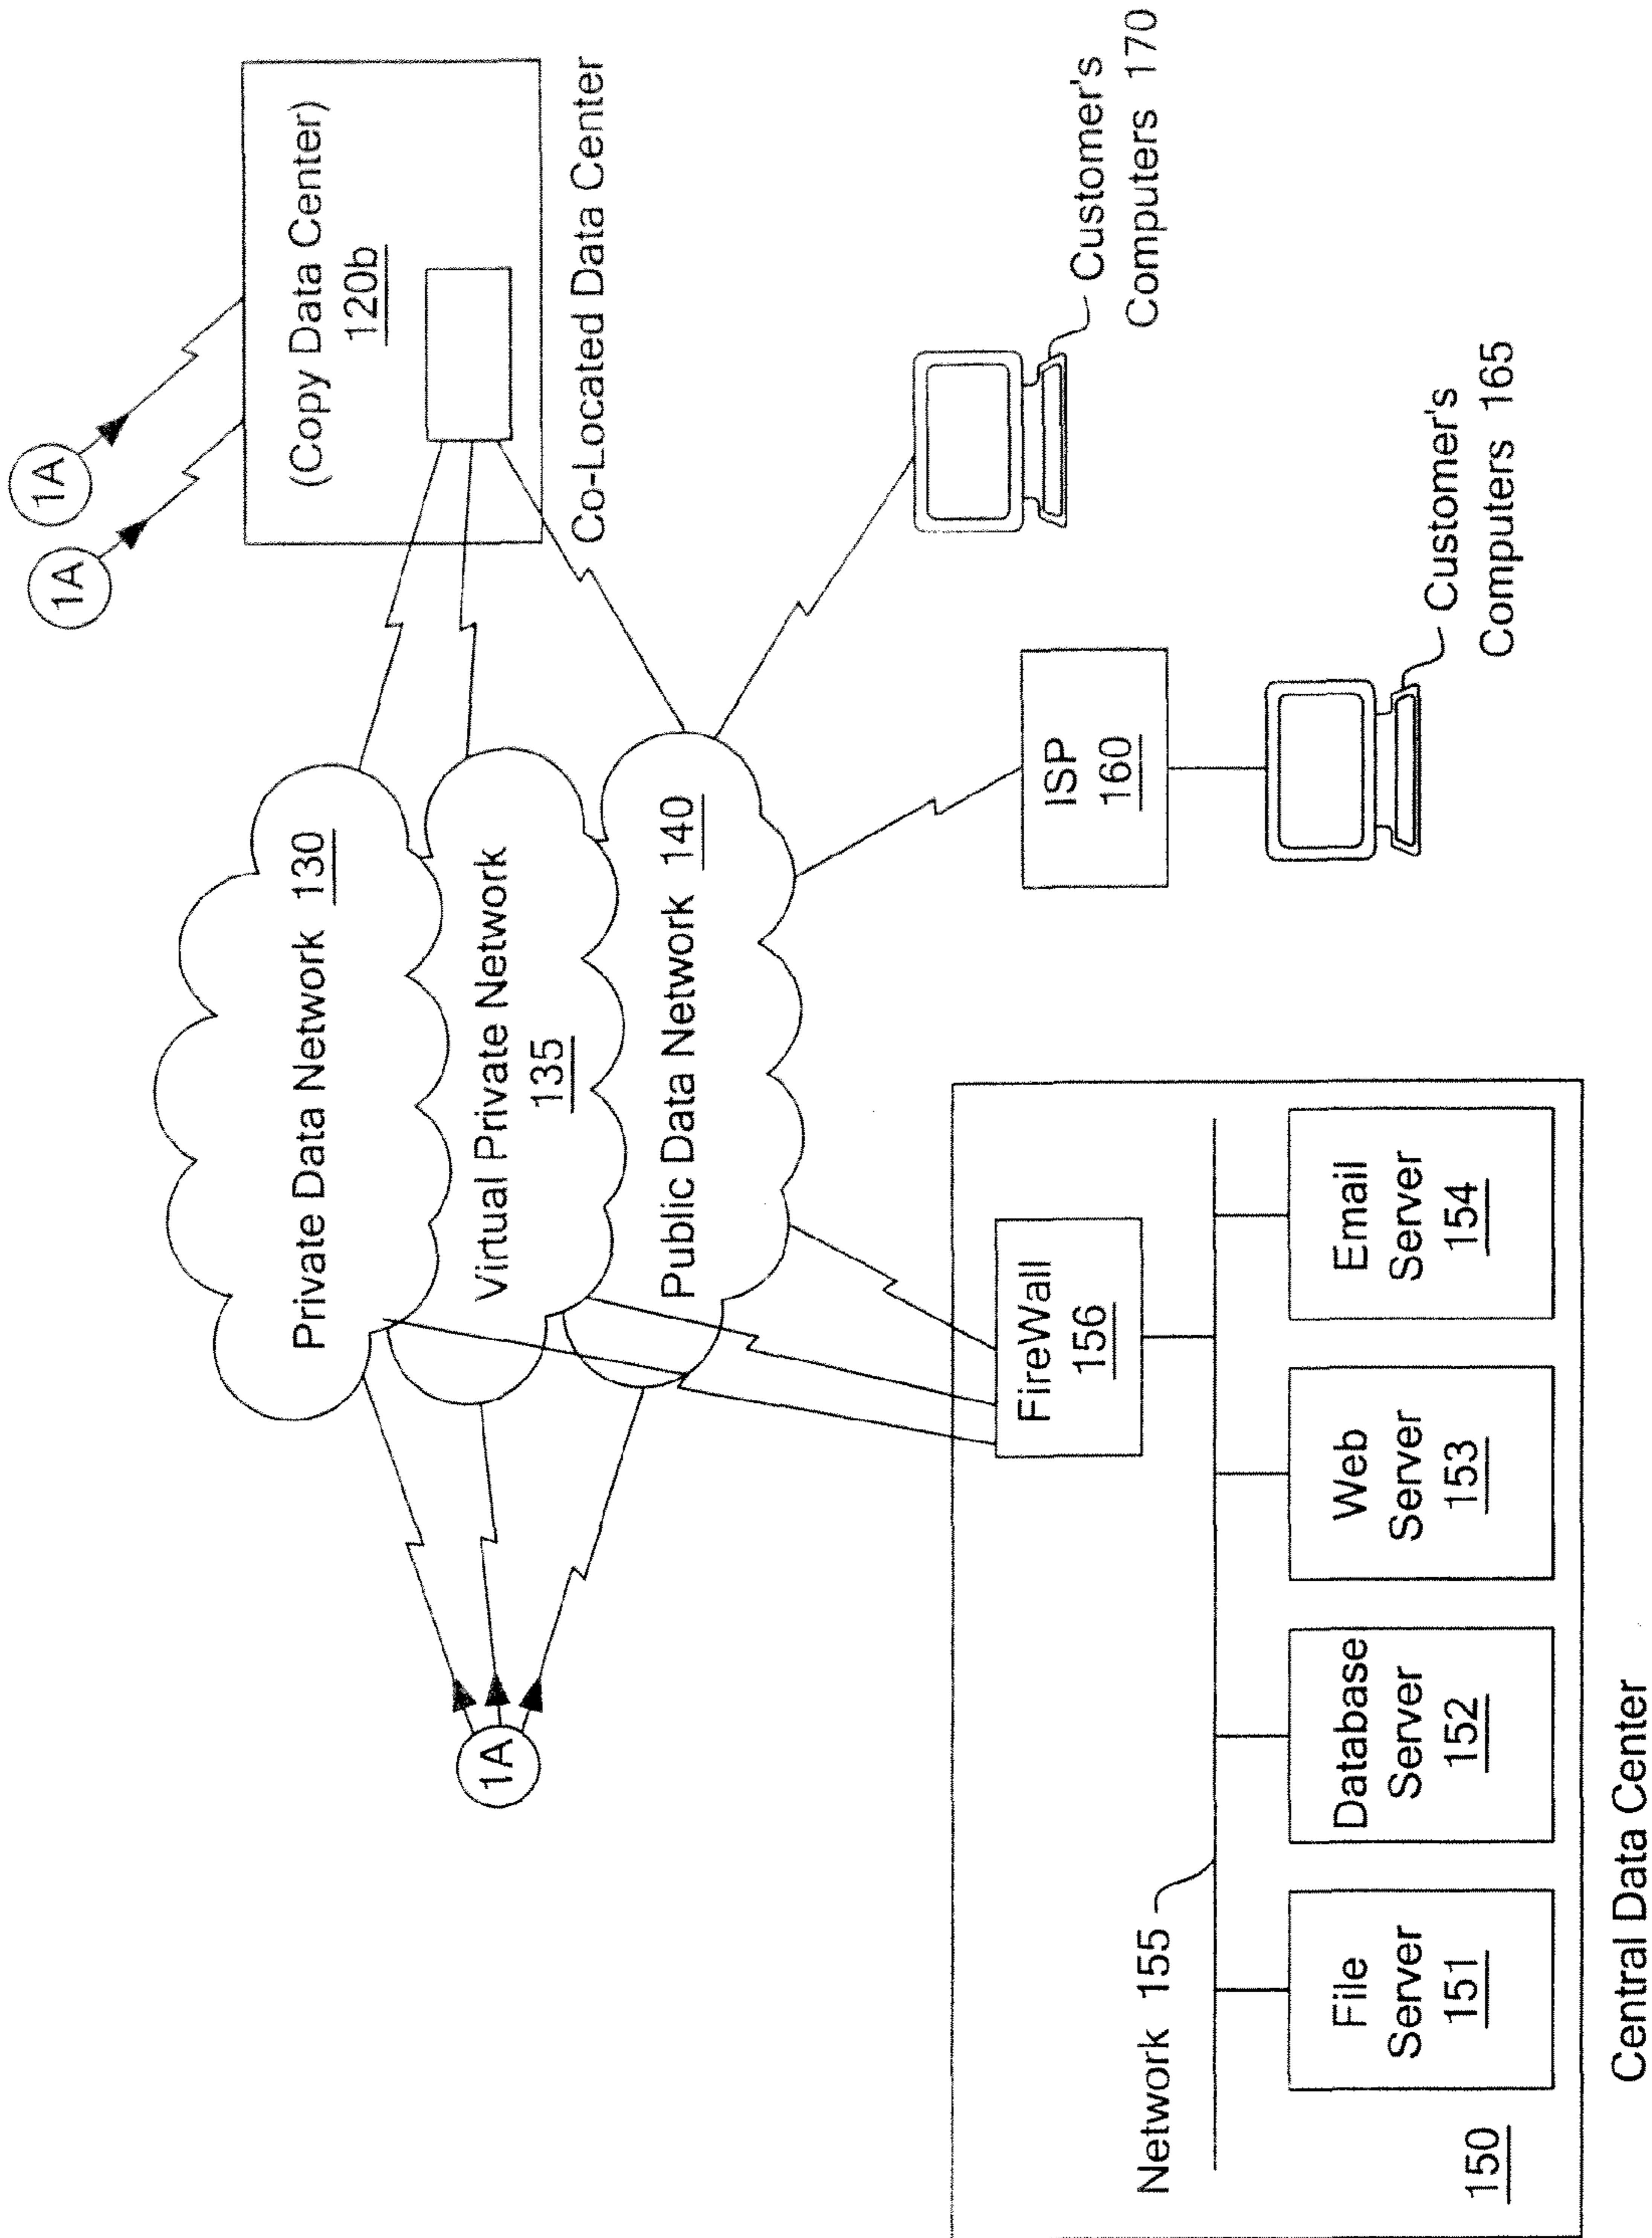 1A
1A
(Copy Data Center)
120b
Co-Located Data Center
Private Data Network 130
Virtual Private Network
135
Public Data Network 140
1A
Customer's
Computers 170
ISP
160
Customer's
Computers 165
FireWall
156
Network 155
File
Server
151
Database
Server
152
Web
Server
153
Email
Server
154
150
Central Data Center